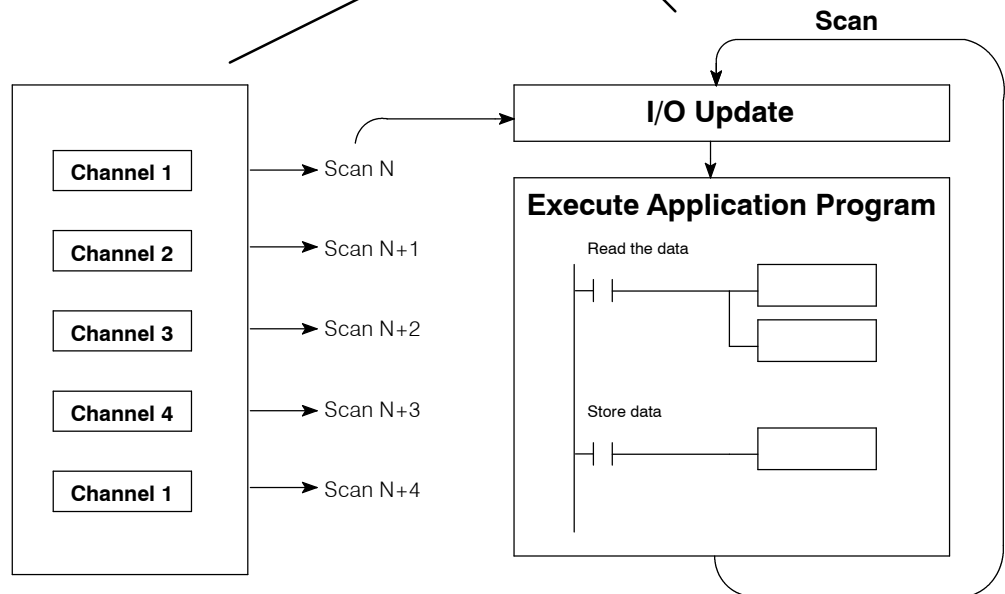 Scan
I/O Update
Channel 1
Scan N
Execute Application Program
Channel 2
Scan N+1
Read the data
Channel 3
Scan N+2
Channel 4
Scan N+3
Store data
Channel 1
Scan N+4